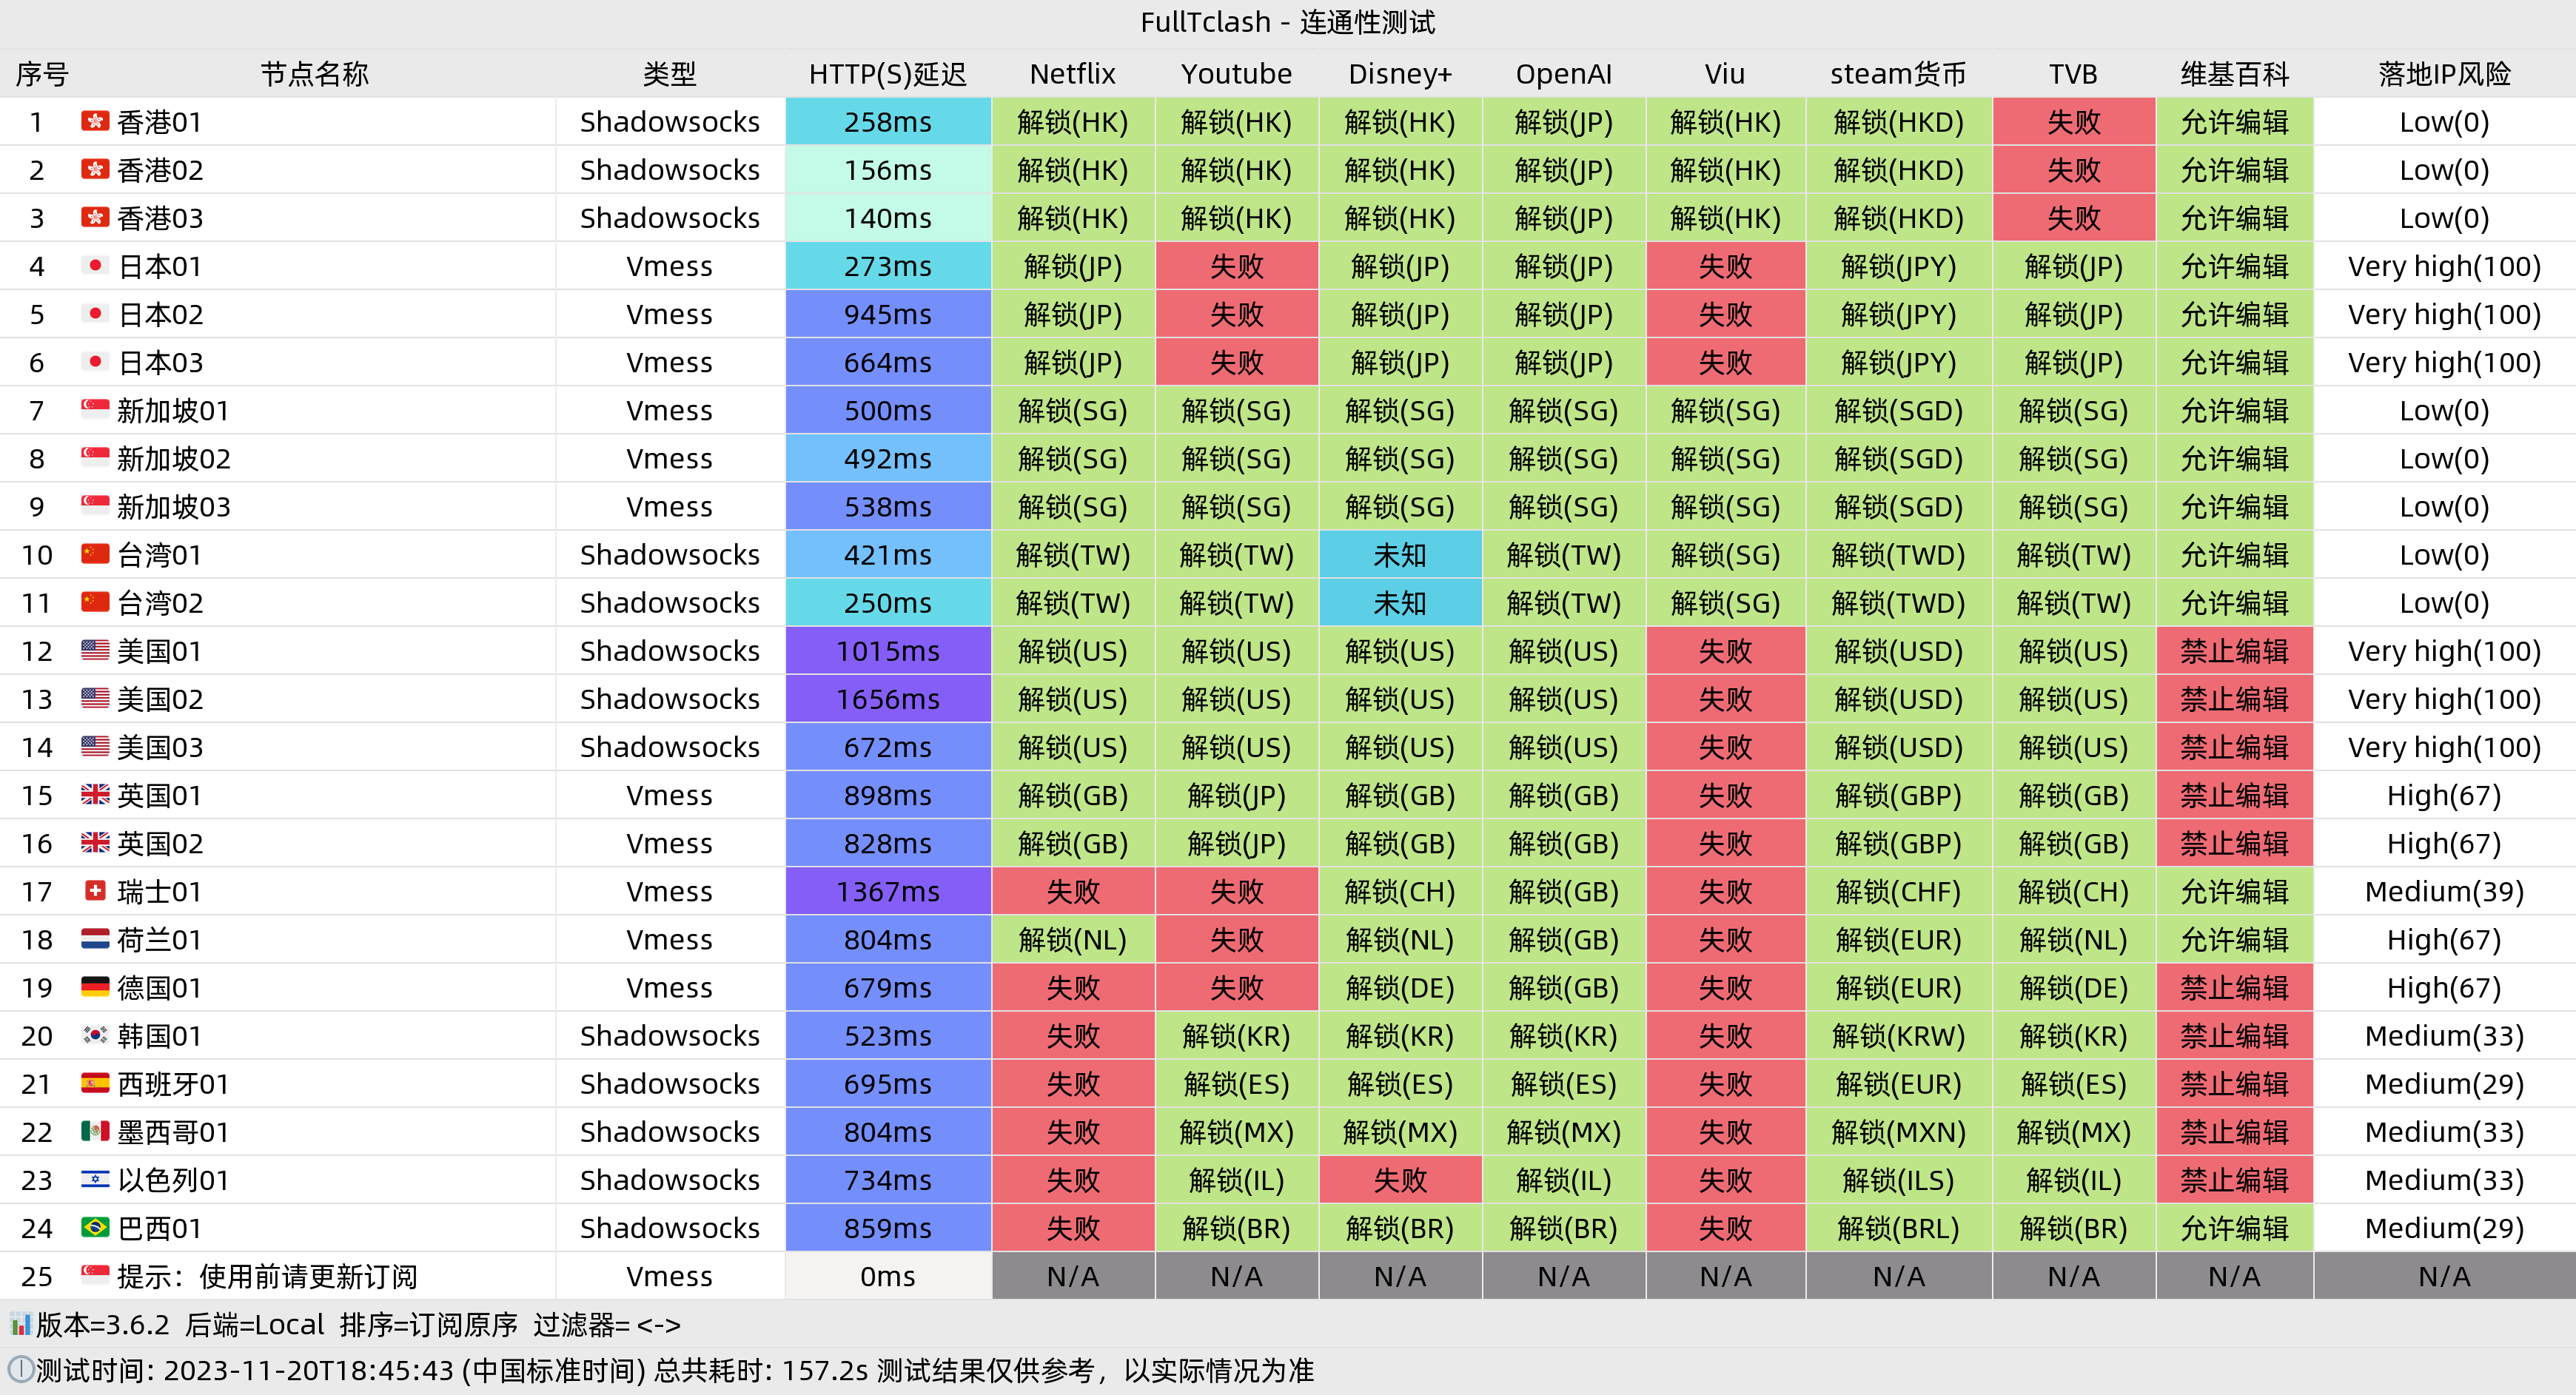 FullTclash - 连通性测试
序号 节点名称 类型 HTTP(S)延迟 Netflix Youtube Disney+ OpenAI Viu steam货币 TVB 维基百科 落地IP风险
1 香港01 Shadowsocks 258ms 解锁(HK) 解锁(HK) 解锁(HK) 解锁(JP) 解锁(HK) 解锁(HKD) 失败 允许编辑 Low(0)
2 香港02 Shadowsocks 156ms 解锁(HK) 解锁(HK) 解锁(HK) 解锁(JP) 解锁(HK) 解锁(HKD) 失败 允许编辑 Low(0)
3 香港03 Shadowsocks 140ms 解锁(HK) 解锁(HK) 解锁(HK) 解锁(JP) 解锁(HK) 解锁(HKD) 失败 允许编辑 Low(0)
4 日本01 Vmess 273ms 解锁(JP) 失败 解锁(JP) 解锁(JP) 失败 解锁(JPY) 解锁(JP) 允许编辑 Very high(100)
5 日本02 Vmess 945ms 解锁(JP) 失败 解锁(JP) 解锁(JP) 失败 解锁(JPY) 解锁(JP) 允许编辑 Very high(100)
6 日本03 Vmess 664ms 解锁(JP) 失败 解锁(JP) 解锁(JP) 失败 解锁(JPY) 解锁(JP) 允许编辑 Very high(100)
7 新加坡01 Vmess 500ms 解锁(SG) 解锁(SG) 解锁(SG) 解锁(SG) 解锁(SG) 解锁(SGD) 解锁(SG) 允许编辑 Low(0)
8 新加坡02 Vmess 492ms 解锁(SG) 解锁(SG) 解锁(SG) 解锁(SG) 解锁(SG) 解锁(SGD) 解锁(SG) 允许编辑 Low(0)
9 新加坡03 Vmess 538ms 解锁(SG) 解锁(SG) 解锁(SG) 解锁(SG) 解锁(SG) 解锁(SGD) 解锁(SG) 允许编辑 Low(0)
10 台湾01 Shadowsocks 421ms 解锁(TW) 解锁(TW) 未知 解锁(TW) 解锁(SG) 解锁(TWD) 解锁(TW) 允许编辑 Low(0)
11 台湾02 Shadowsocks 250ms 解锁(TW) 解锁(TW) 未知 解锁(TW) 解锁(SG) 解锁(TWD) 解锁(TW) 允许编辑 Low(0)
12 美国01 Shadowsocks 1015ms 解锁(US) 解锁(US) 解锁(US) 解锁(US) 失败 解锁(USD) 解锁(US) 禁止编辑 Very high(100)
13 美国02 Shadowsocks 1656ms 解锁(US) 解锁(US) 解锁(US) 解锁(US) 失败 解锁(USD) 解锁(US) 禁止编辑 Very high(100)
14 美国03 Shadowsocks 672ms 解锁(US) 解锁(US) 解锁(US) 解锁(US) 失败 解锁(USD) 解锁(US) 禁止编辑 Very high(100)
15 英国01 Vmess 898ms 解锁(GB) 解锁(JP) 解锁(GB) 解锁(GB) 失败 解锁(GBP) 解锁(GB) 禁止编辑 High(67)
16 英国02 Vmess 828ms 解锁(GB) 解锁(JP) 解锁(GB) 解锁(GB) 失败 解锁(GBP) 解锁(GB) 禁止编辑 High(67)
17 瑞士01 Vmess 1367ms 失败 失败 解锁(CH) 解锁(GB) 失败 解锁(CHF) 解锁(CH) 允许编辑 Medium(39)
18 荷兰01 Vmess 804ms 解锁(NL) 失败 解锁(NL) 解锁(GB) 失败 解锁(EUR) 解锁(NL) 允许编辑 High(67)
19 德国01 Vmess 679ms 失败 失败 解锁(DE) 解锁(GB) 失败 解锁(EUR) 解锁(DE) 禁止编辑 High(67)
20 韩国01 Shadowsocks 523ms 失败 解锁(KR) 解锁(KR) 解锁(KR) 失败 解锁(KRW) 解锁(KR) 禁止编辑 Medium(33)
21 西班牙01 Shadowsocks 695ms 失败 解锁(ES) 解锁(ES) 解锁(ES) 失败 解锁(EUR) 解锁(ES) 禁止编辑 Medium(29)
22 墨西哥01 Shadowsocks 804ms 失败 解锁(MX) 解锁(MX) 解锁(MX) 失败 解锁(MXN) 解锁(MX) 禁止编辑 Medium(33)
23 以色列01 Shadowsocks 734ms 失败 解锁(IL) 失败 解锁(IL) 失败 解锁(ILS) 解锁(IL) 禁止编辑 Medium(33)
24 巴西01 Shadowsocks 859ms 失败 解锁(BR) 解锁(BR) 解锁(BR) 失败 解锁(BRL) 解锁(BR) 允许编辑 Medium(29)
25 提示：使用前请更新订阅 Vmess 0ms N/A N/A N/A N/A N/A N/A N/A N/A N/A
版本=3.6.2 后端=Local 排序=订阅原序 过滤器= <->
测试时间: 2023-11-20T18:45:43 (中国标准时间) 总共耗时: 157.2s 测试结果仅供参考，以实际情况为准